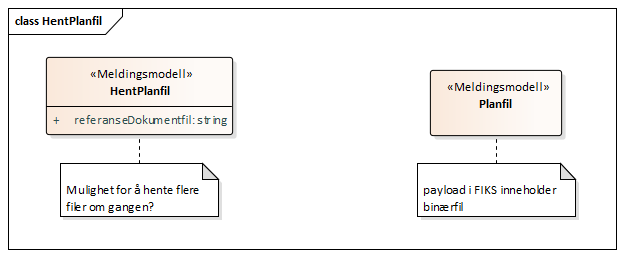 class HentPlanfil
«Meldingsmodell»
HentPlanfil
+ referanseDokumentfil: string
Mulighet for å hente flere
filer om gangen?
«Meldingsmodell»
Planfil
payload i FIKS inneholder
binærfil